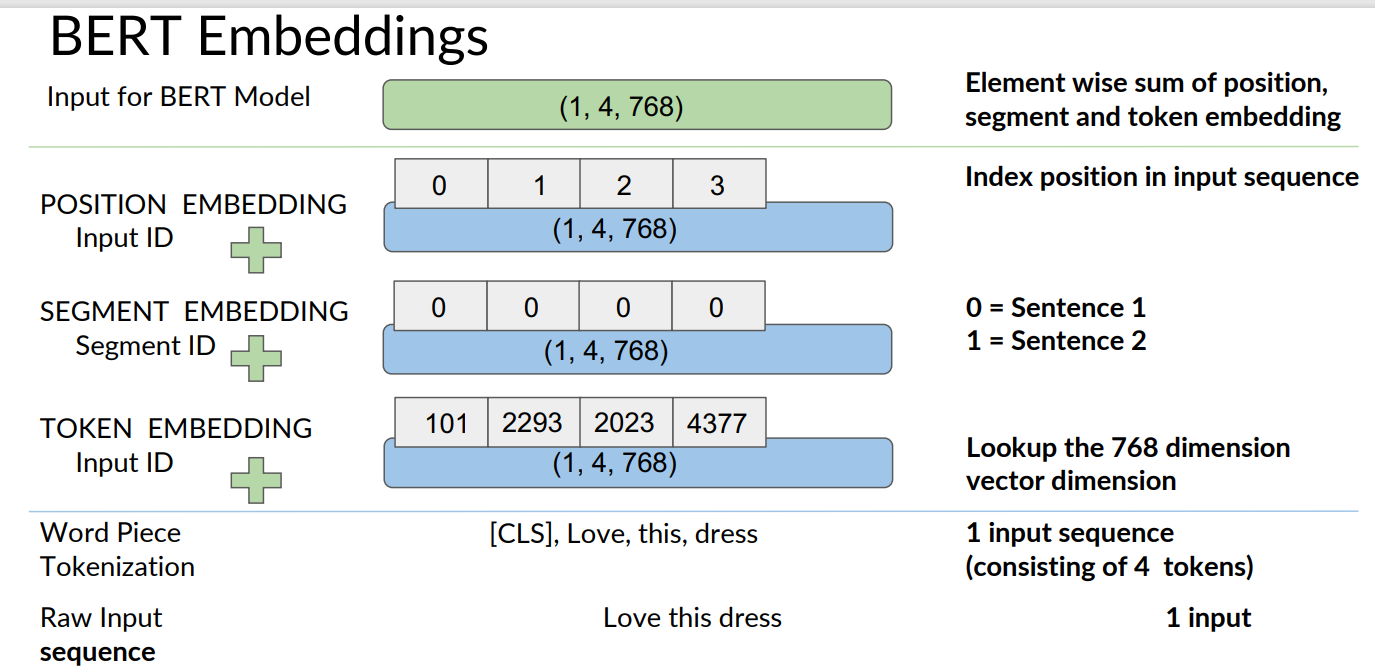 BERT Embeddings
Input for BERT Model
(1, 4, 768)
Element wise sum of position,
segment and token embedding
0 1 2 3
Index position in input sequence
POSITION EMBEDDING
Input ID
(1, 4, 768)
0 0 0 0
SEGMENT EMBEDDING
Segment ID
(1, 4, 768)
0 = Sentence 1
1 = Sentence 2
101 2293 2023 4377
TOKEN EMBEDDING
Input ID
(1, 4, 768)
Lookup the 768 dimension
vector dimension
Word Piece
Tokenization
[CLS], Love, this, dress
1 input sequence
(consisting of 4 tokens)
Raw Input
sequence
Love this dress
1 input